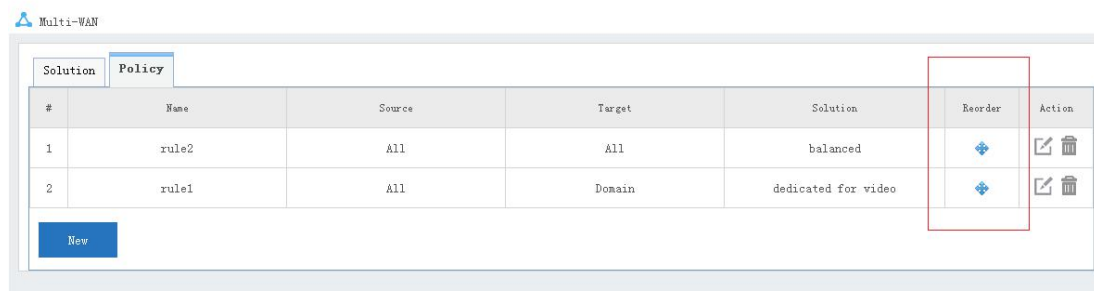 Multi-WAN
Solution Policy
# Name Source Target Solution Reorder Action
1 rule2 All All balanced
2 rule1 All Domain dedicated for video
New